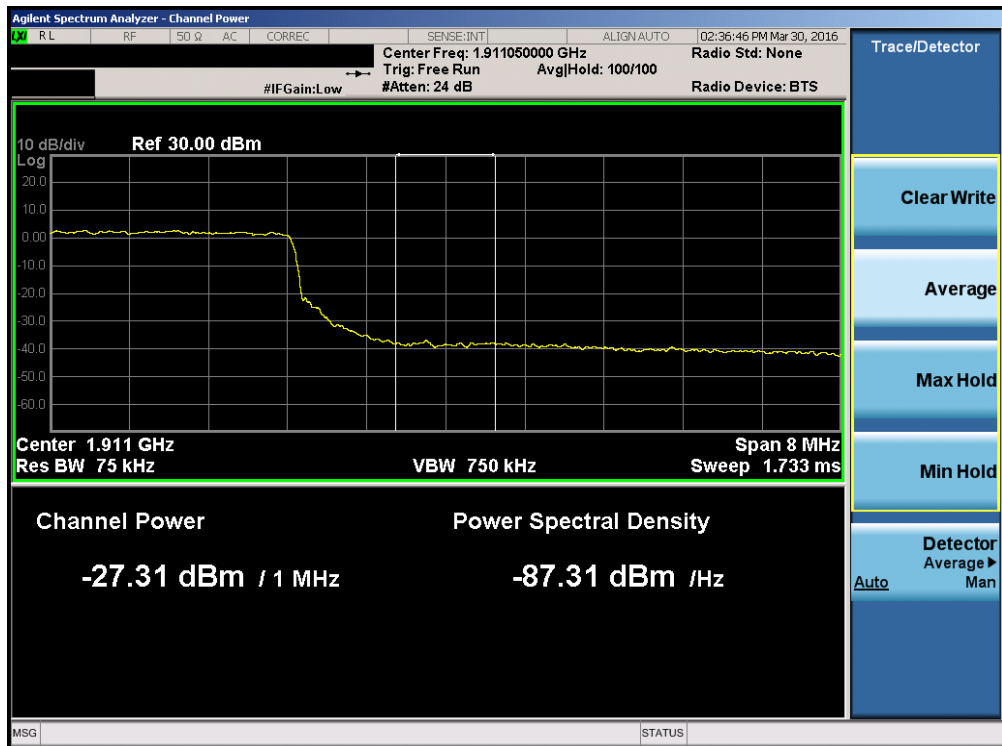 Agilent Spectrum Analyzer - Channel Power
LXI RL RF 50 Ω AC CORREC SENSE:INT ALIGN AUTO 02:36:46 PM Mar 30, 2016
Center Freq: 1.911050000 GHz Radio Std: None
Trig: Free Run Avg|Hold: 100/100
#IFGain:Low #Atten: 24 dB Radio Device: BTS
10 dB/div Ref 30.00 dBm
Log
20.0
10.0
0.00
-10.0
-20.0
-30.0
-40.0
-50.0
-60.0
Center 1.911 GHz Span 8 MHz
Res BW 75 kHz VBW 750 kHz Sweep 1.733 ms
Channel Power Power Spectral Density
-27.31 dBm / 1 MHz -87.31 dBm /Hz
MSG STATUS
Trace/Detector
Clear Write
Average
Max Hold
Min Hold
Detector
Average
Auto Man